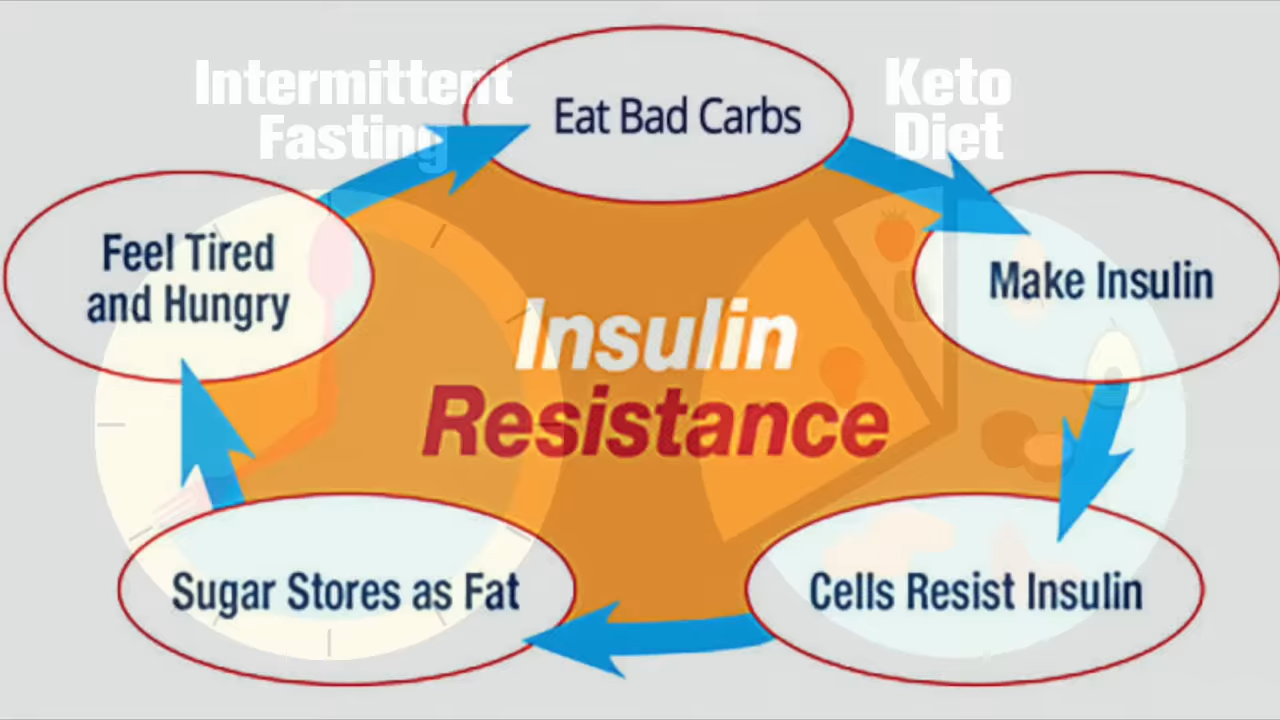 Intermittent
Fasting
Keto
Diet
Eat Bad Carbs
Make Insulin
Cells Resist Insulin
Sugar Stores as Fat
Feel Tired
and Hungry
Insulin
Resistance